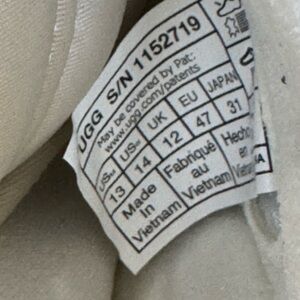 UGG S/N 1152719
May be covered by Pat:
www.ugg.com/patents
US(M) US(W) UK EU JAPAN
13 14 12 47 31
Made in Vietnam
Fabriqué au Vietnam
Hecho en